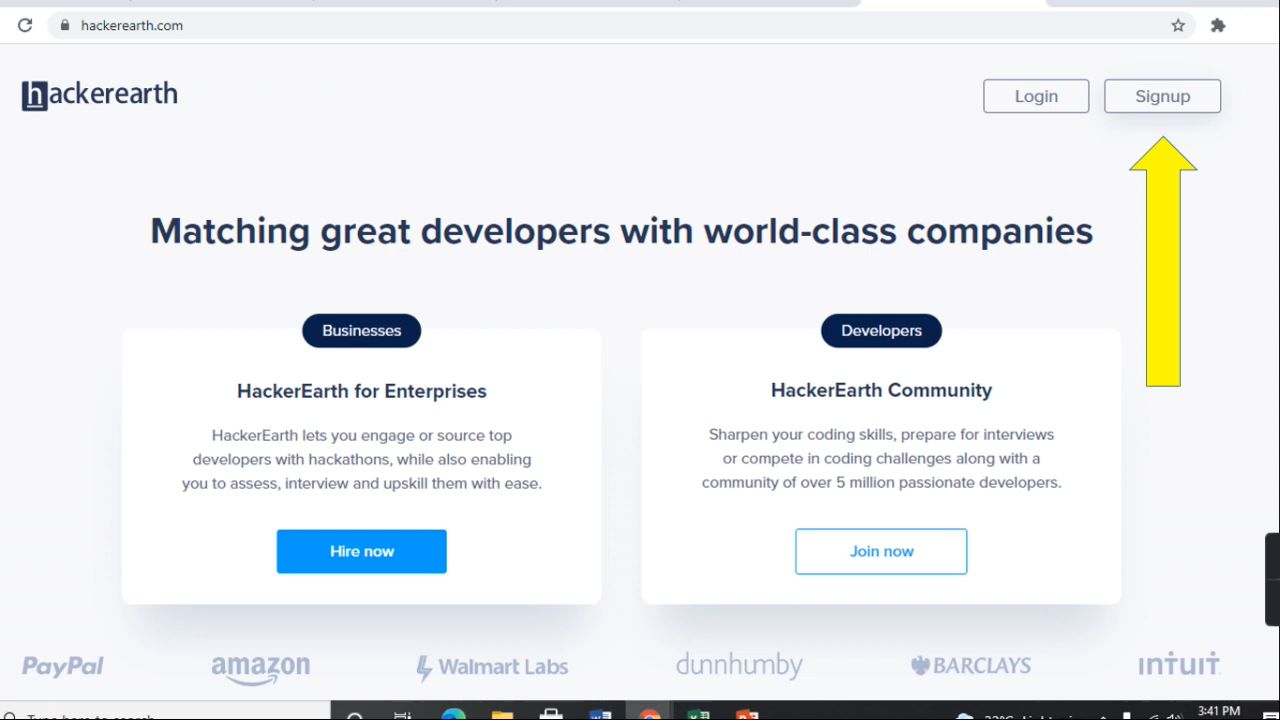 hackerearth.com
hackerearth
Login
Signup
Matching great developers with world-class companies
Businesses
HackerEarth for Enterprises
HackerEarth lets you engage or source top
developers with hackathons, while also enabling
you to assess, interview and upskill them with ease.
Hire now
Developers
HackerEarth Community
Sharpen your coding skills, prepare for interviews
or compete in coding challenges along with a
community of over 5 million passionate developers.
Join now
PayPal
amazon
Walmart Labs
dunnhumby
BARCLAYS
intuit
Type here to search
3:41 PM